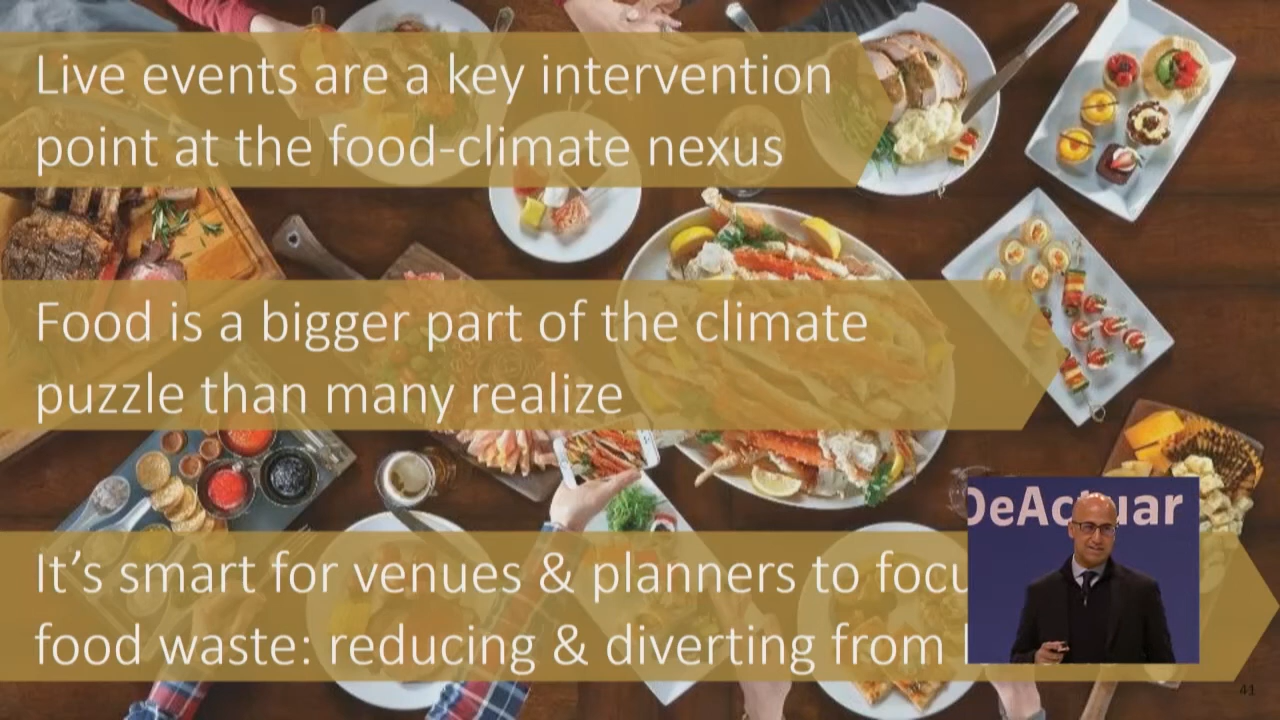 Live events are a key intervention
point at the food-climate nexus
Food is a bigger part of the climate
puzzle than many realize
DeActuar
It's smart for venues & planners to
food waste: reducing & diverting from
41